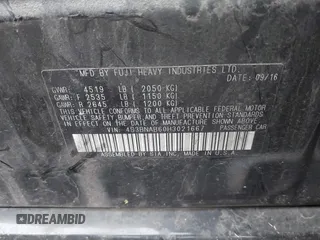 MFD. BY FUJI HEAVY INDUSTRIES LTD.
DATE: 09/16
GVWR: 4519 LB ( 2050 KG)
GAWR: F 2535 LB ( 1150 KG)
GAWR: R 2645 LB ( 1200 KG)
THIS VEHICLE CONFORMS TO ALL APPLICABLE FEDERAL MOTOR
VEHICLE SAFETY, BUMPER AND THEFT PREVENTION STANDARDS
IN EFFECT ON THE DATE OF MANUFACTURE SHOWN ABOVE.
VIN: 4S3BNAB60H3021667 PASSENGER CAR
ASSEMBLED BY SIA INC. MADE IN U.S.A.
DREAMBID